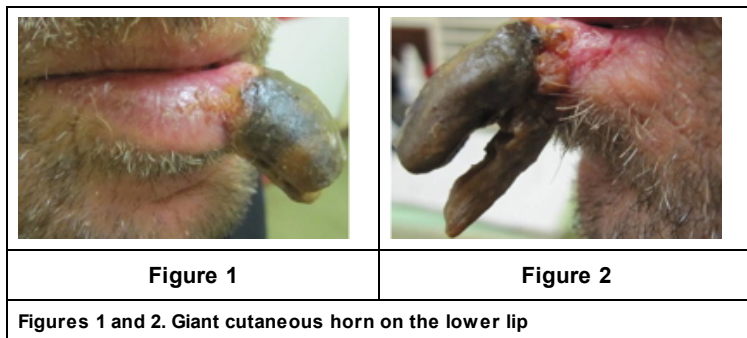 Figure 1
Figure 2
Figures 1 and 2. Giant cutaneous horn on the lower lip